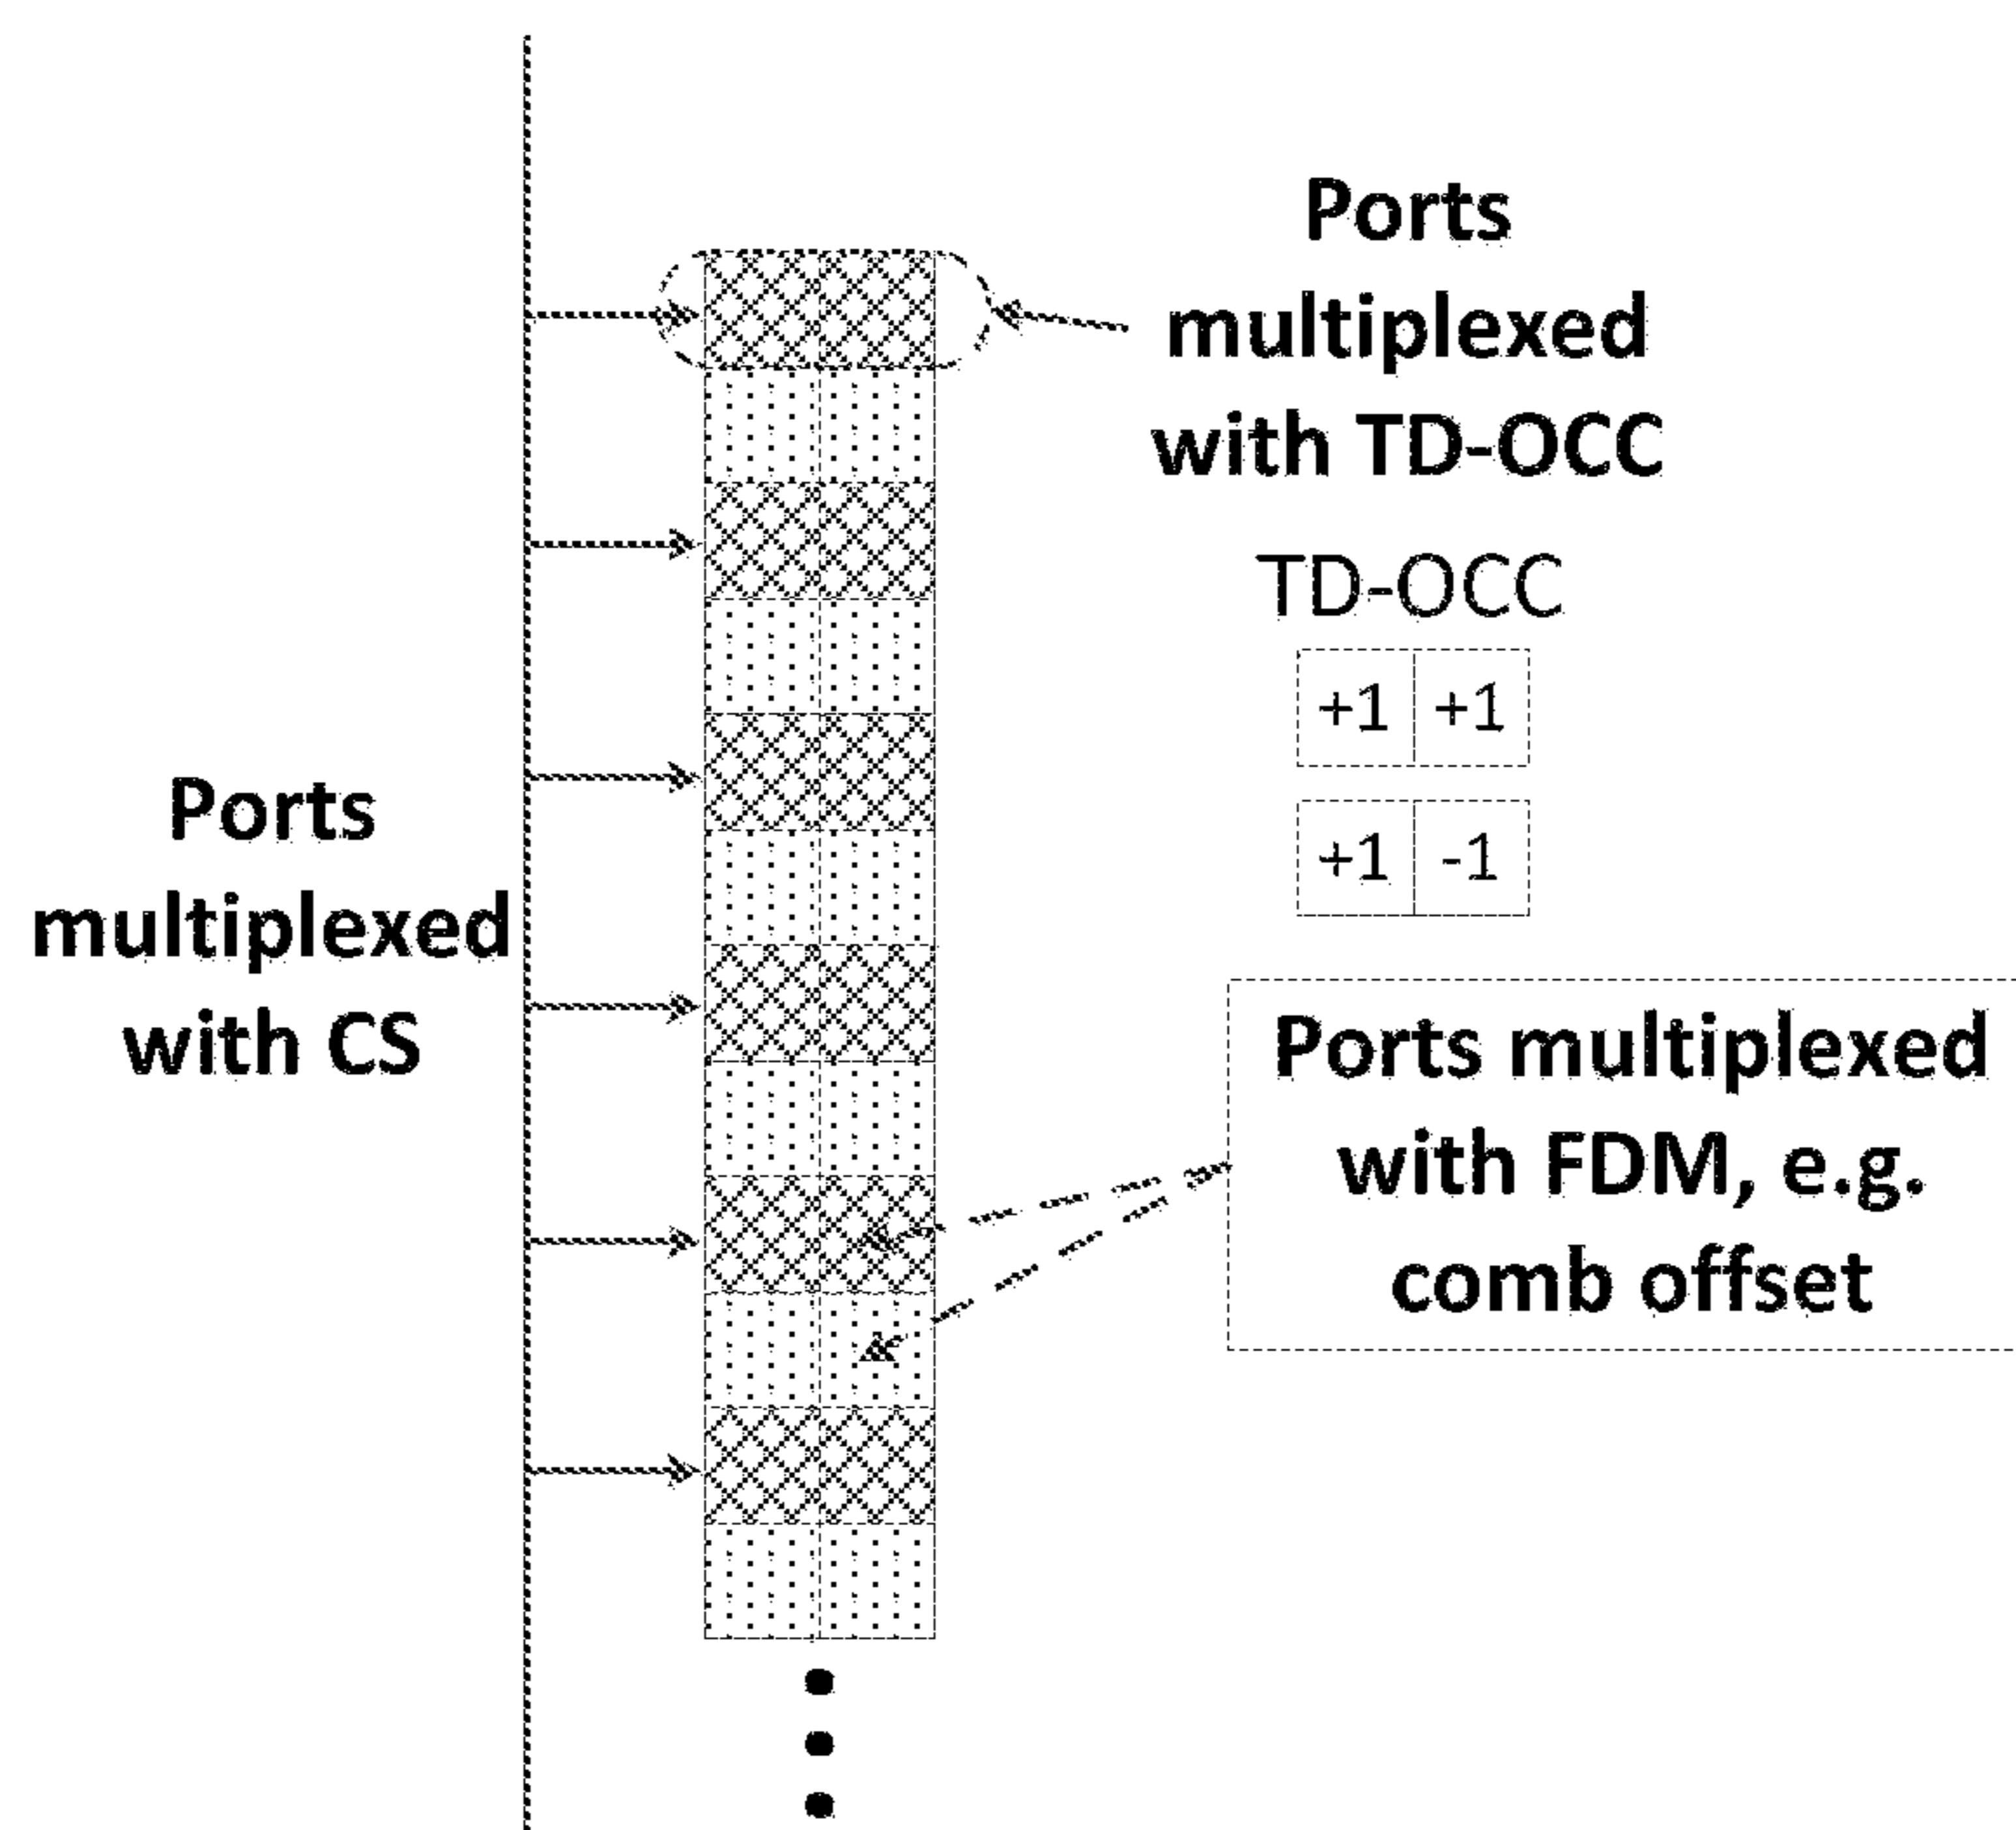 Ports
multiplexed
with TD-OCC
TD-OCC
+1 +1
+1 -1
Ports
multiplexed
with CS
Ports multiplexed
with FDM, e.g.
comb offset